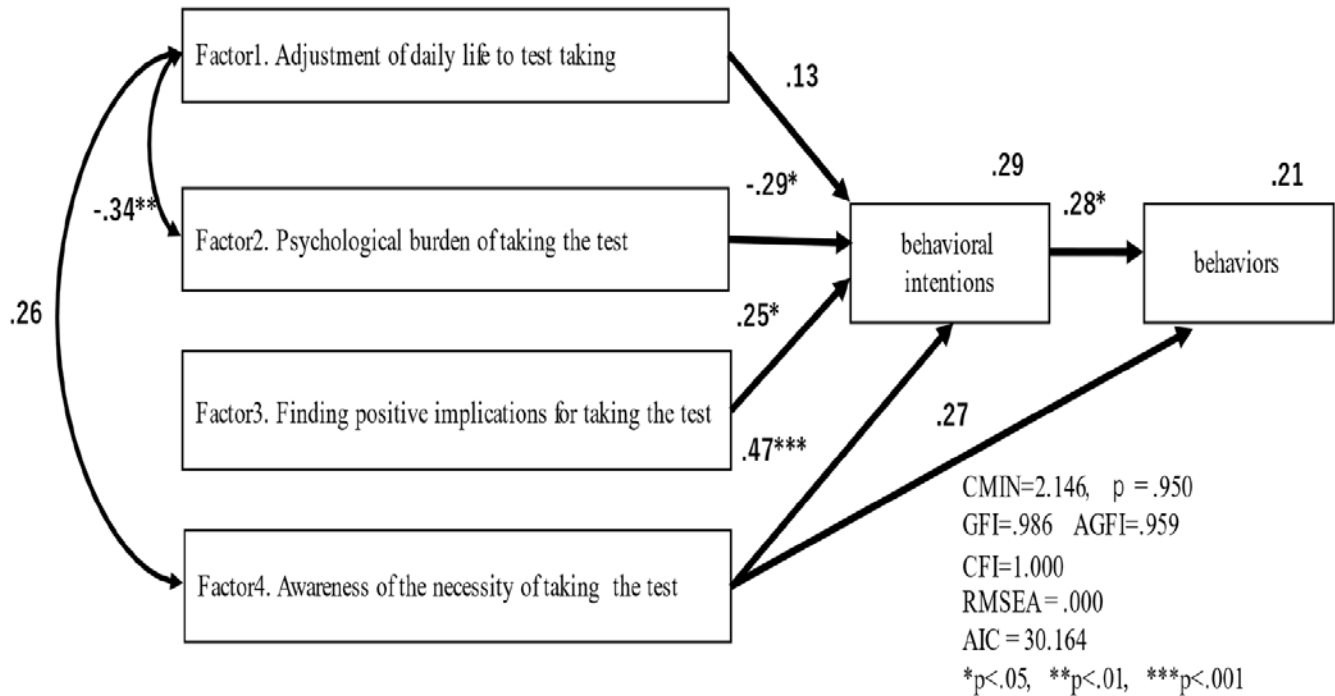 Factor1. Adjustment of daily life to test taking
.13
-.34**
Factor2. Psychological burden of taking the test
-.29*
.29
behavioral
intentions
.28*
.21
behaviors
.26
.25*
Factor3. Finding positive implications for taking the test
.47***
.27
Factor4. Awareness of the necessity of taking the test
CMIN=2.146, p =.950
GFI=.986 AGFI=.959
CFI=1.000
RMSEA = .000
AIC = 30.164
*p<.05, **p<.01, ***p<.001